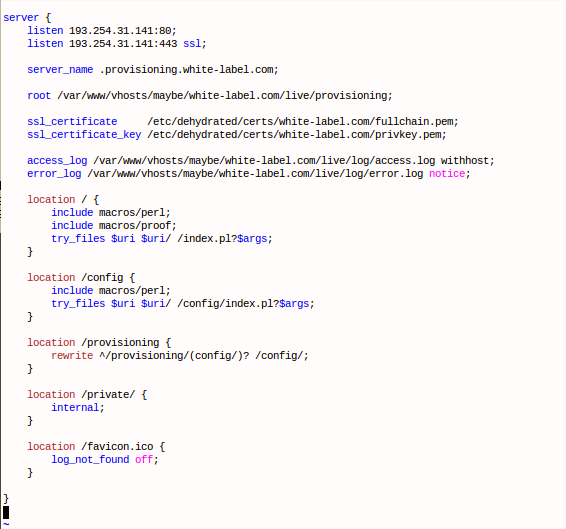 server {
    listen 193.254.31.141:80;
    listen 193.254.31.141:443 ssl;

    server_name .provisioning.white-label.com;

    root /var/www/vhosts/maybe/white-label.com/live/provisioning;

    ssl_certificate     /etc/dehydrated/certs/white-label.com/fullchain.pem;
    ssl_certificate_key /etc/dehydrated/certs/white-label.com/privkey.pem;

    access_log /var/www/vhosts/maybe/white-label.com/live/log/access.log withhost;
    error_log /var/www/vhosts/maybe/white-label.com/live/log/error.log notice;

    location / {
        include macros/perl;
        include macros/proof;
        try_files $uri $uri/ /index.pl?$args;
    }

    location /config {
        include macros/perl;
        try_files $uri $uri/ /config/index.pl?$args;
    }

    location /provisioning {
        rewrite ^/provisioning/(config/)? /config/;
    }

    location /private/ {
        internal;
    }

    location /favicon.ico {
        log_not_found off;
    }

}
~